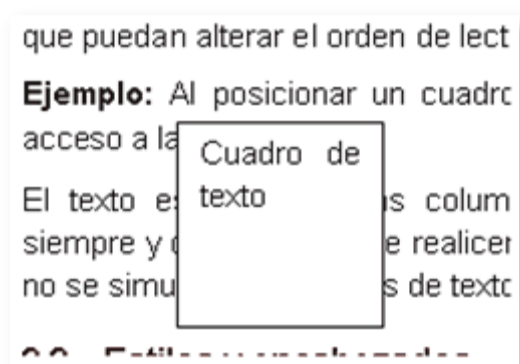 que puedan alterar el orden de lect
Ejemplo: Al posicionar un cuadro
acceso a la
Cuadro de
texto
El texto es s colum
siempre y e realicen
no se simu s de texto